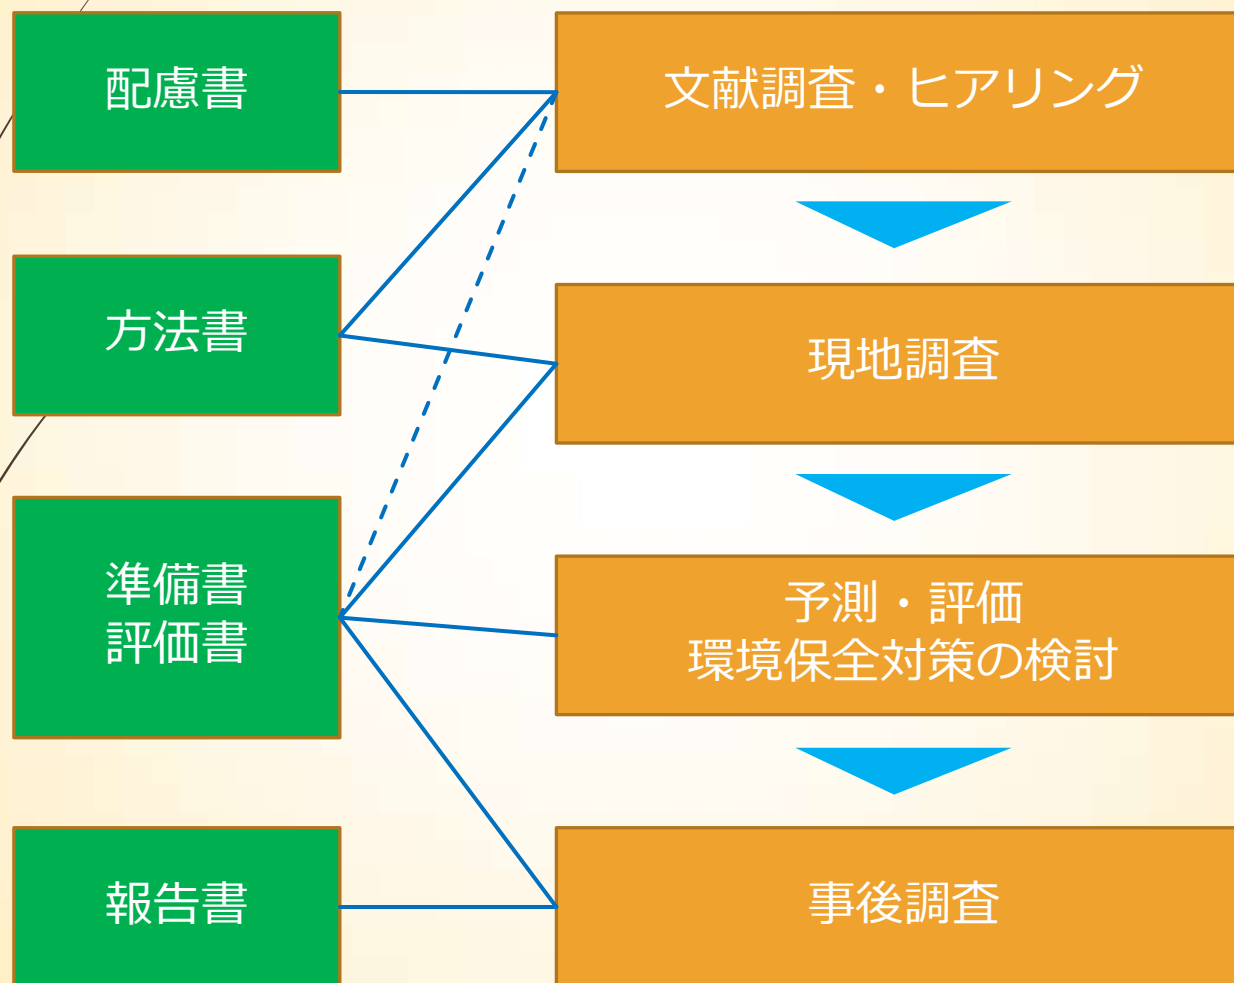 配慮書
文献調査・ヒアリング
方法書
現地調査
準備書
評価書
予測・評価
環境保全対策の検討
報告書
事後調査